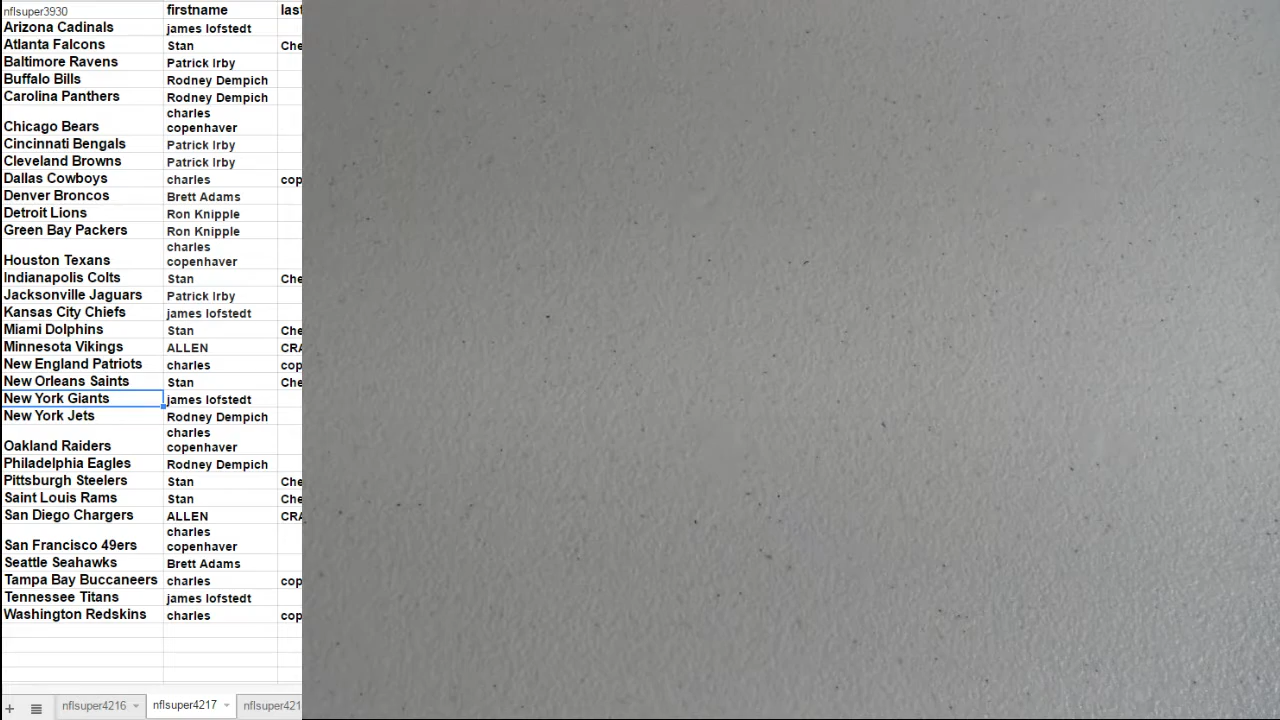 nflsuper3930 firstname last
Arizona Cadinals james lofstedt
Atlanta Falcons Stan Che
Baltimore Ravens Patrick Irby
Buffalo Bills Rodney Dempich
Carolina Panthers Rodney Dempich
charles
Chicago Bears copenhaver
Cincinnati Bengals Patrick Irby
Cleveland Browns Patrick Irby
Dallas Cowboys charles cop
Denver Broncos Brett Adams
Detroit Lions Ron Knipple
Green Bay Packers Ron Knipple
charles
Houston Texans copenhaver
Indianapolis Colts Stan Che
Jacksonville Jaguars Patrick Irby
Kansas City Chiefs james lofstedt
Miami Dolphins Stan Che
Minnesota Vikings ALLEN CRA
New England Patriots charles cop
New Orleans Saints Stan Che
New York Giants james lofstedt
New York Jets Rodney Dempich
charles
Oakland Raiders copenhaver
Philadelphia Eagles Rodney Dempich
Pittsburgh Steelers Stan Che
Saint Louis Rams Stan Che
San Diego Chargers ALLEN CRA
charles
San Francisco 49ers copenhaver
Seattle Seahawks Brett Adams
Tampa Bay Buccaneers charles cop
Tennessee Titans james lofstedt
Washington Redskins charles cop
+ nflsuper4216 nflsuper4217 nflsuper421